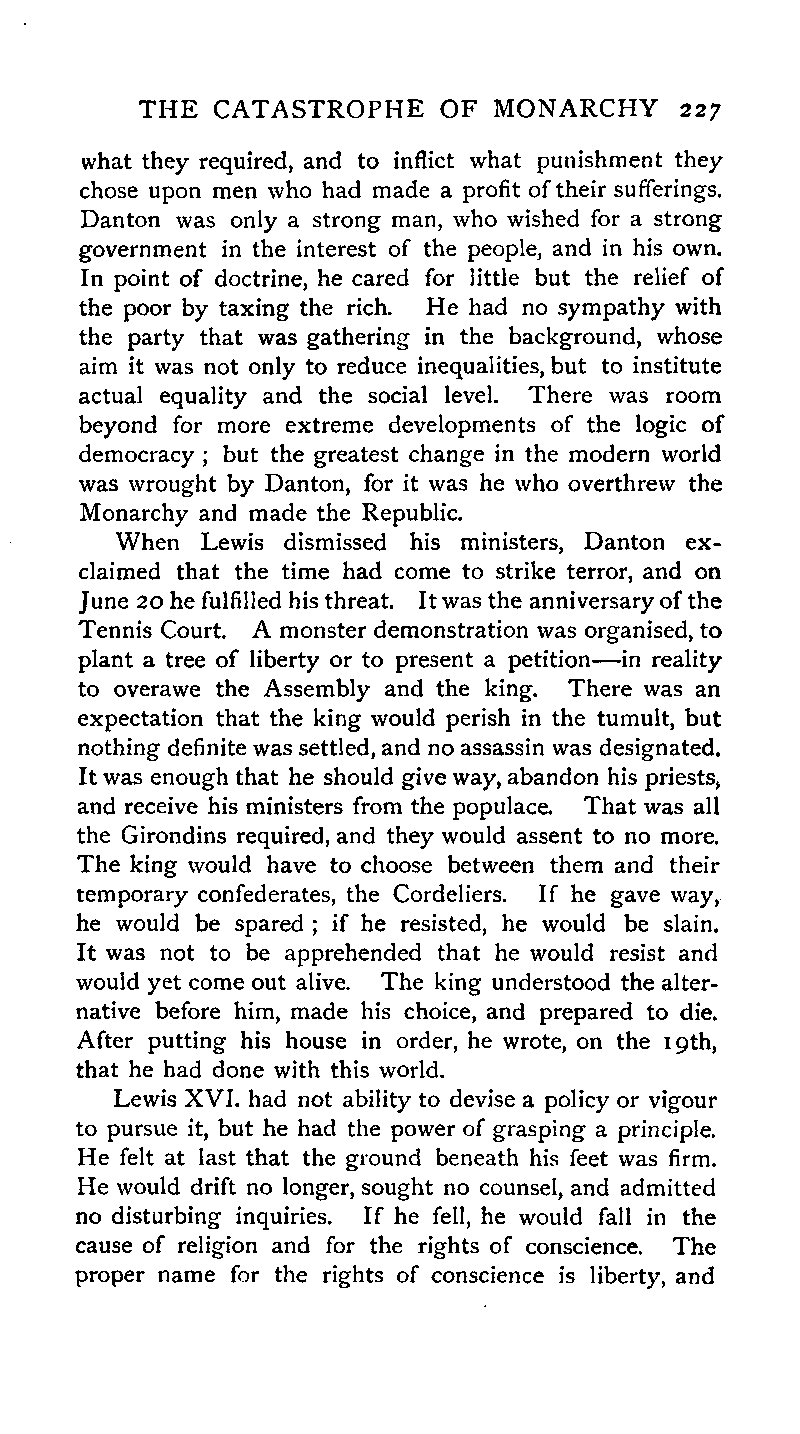 THE CATASTROPHE OF MONARCHY 227
what they required, and to inflict what punishment they
chose upon men who had made a profit of their sufferings.
Danton was only a strong man, who wished for a strong
government in the interest of the people, and in his own.
In point of doctrine, he cared for little but the relief of
the poor by taxing the rich. He had no sympathy with
the party that was gathering in the background, whose
aim it was not only to reduce inequalities, but to institute
actual equality and the social level. There was room
beyond for more extreme developments of the logic of
democracy ; but the greatest change in the modern world
was wrought by Danton, for it was he who overthrew the
Monarchy and made the Republic.
When Lewis dismissed his ministers, Danton ex-
claimed that the time had come to strike terror, and on
June 20 he fulfilled his threat. It was the anniversary of the
Tennis Court. A monster demonstration was organised, to
plant a tree of liberty or to present a petition—in reality
to overawe the Assembly and the king. There was an
expectation that the king would perish in the tumult, but
nothing definite was settled, and no assassin was designated.
It was enough that he should give way, abandon his priests,
and receive his ministers from the populace. That was all
the Girondins required, and they would assent to no more.
The king would have to choose between them and their
temporary confederates, the Cordeliers. If he gave way,
he would be spared ; if he resisted, he would be slain.
It was not to be apprehended that he would resist and
would yet come out alive. The king understood the alter-
native before him, made his choice, and prepared to die.
After putting his house in order, he wrote, on the 19th,
that he had done with this world.
Lewis XVI. had not ability to devise a policy or vigour
to pursue it, but he had the power of grasping a principle.
He felt at last that the ground beneath his feet was firm.
He would drift no longer, sought no counsel, and admitted
no disturbing inquiries. If he fell, he would fall in the
cause of religion and for the rights of conscience. The
proper name for the rights of conscience is liberty, and